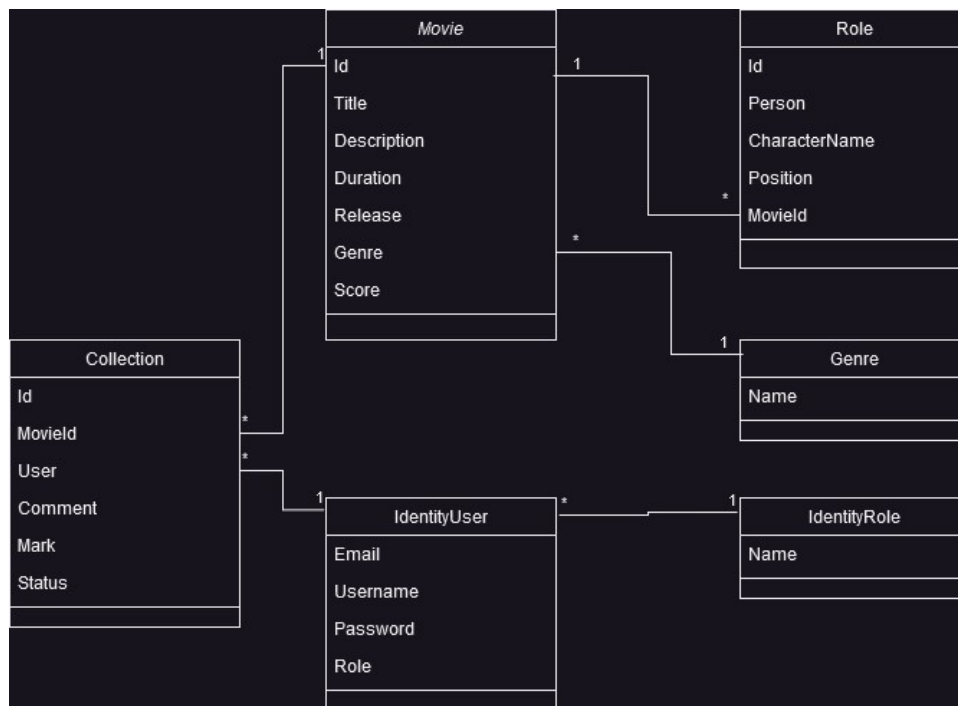 Movie
Id
Title
Description
Duration
Release
Genre
Score
1
1
*
*
1
Role
Id
Person
CharacterName
Position
MovieId
Genre
Name
Collection
Id
MovieId
User
Comment
Mark
Status
*
*
1
IdentityUser
Email
Username
Password
Role
*
1
IdentityRole
Name